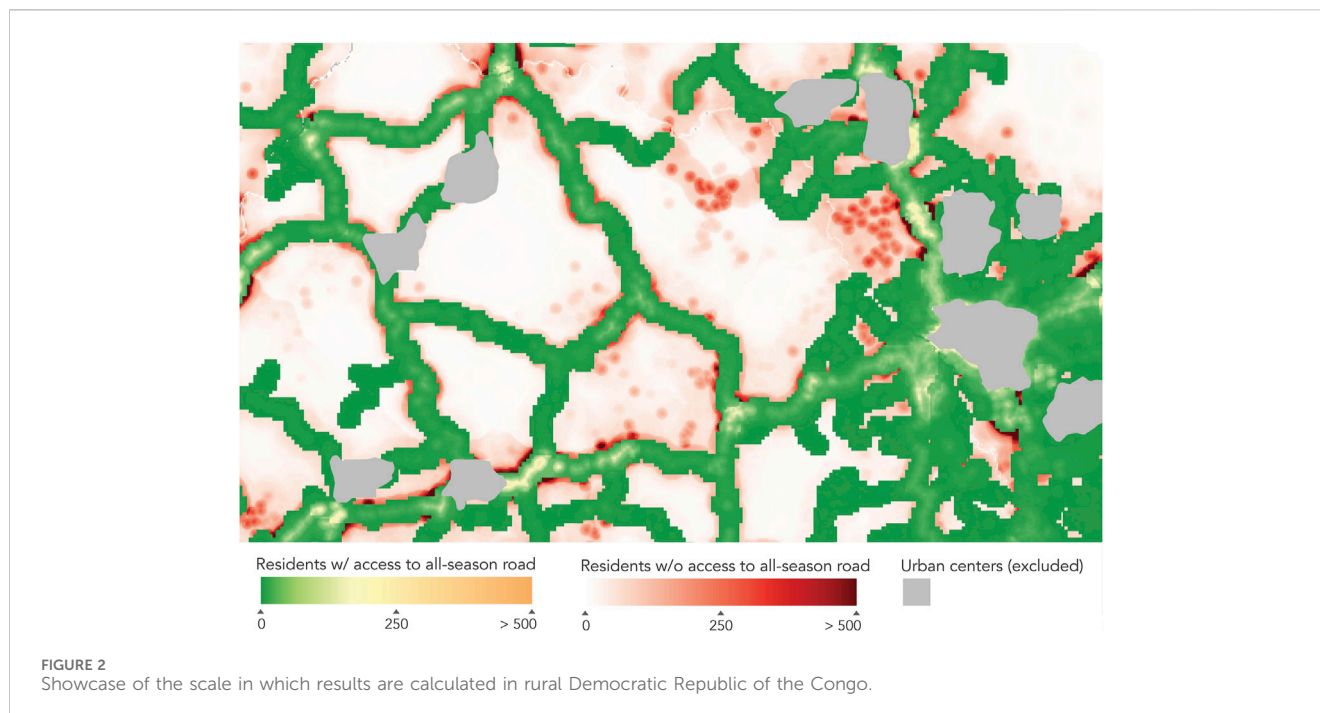 Residents w/ access to all-season road
Residents w/o access to all-season road
Urban centers (excluded)
0
250
> 500
0
250
> 500
FIGURE 2
Showcase of the scale in which results are calculated in rural Democratic Republic of the Congo.